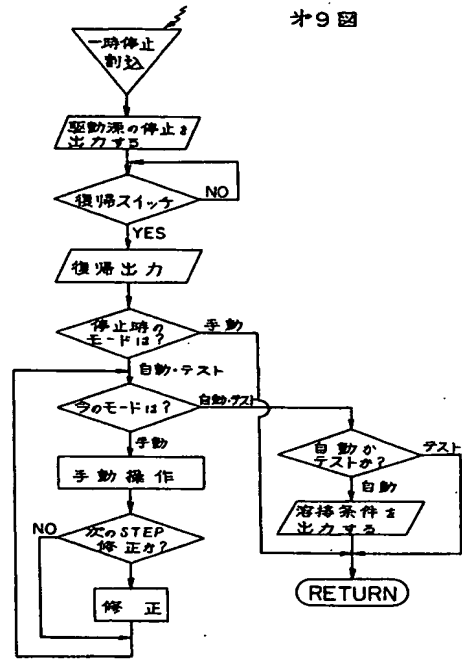 第9図
一時停止
割込
駆動源の停止を
出力する
復帰スイッチ
NO
YES
復帰出力
停止時の
モードは?
手動
自動・テスト
今のモードは?
自動・テスト
手動
自動か
テストか?
テスト
自動
手動操作
溶接条件を
出力する
NO
次のSTEP
修正か?
修正
RETURN